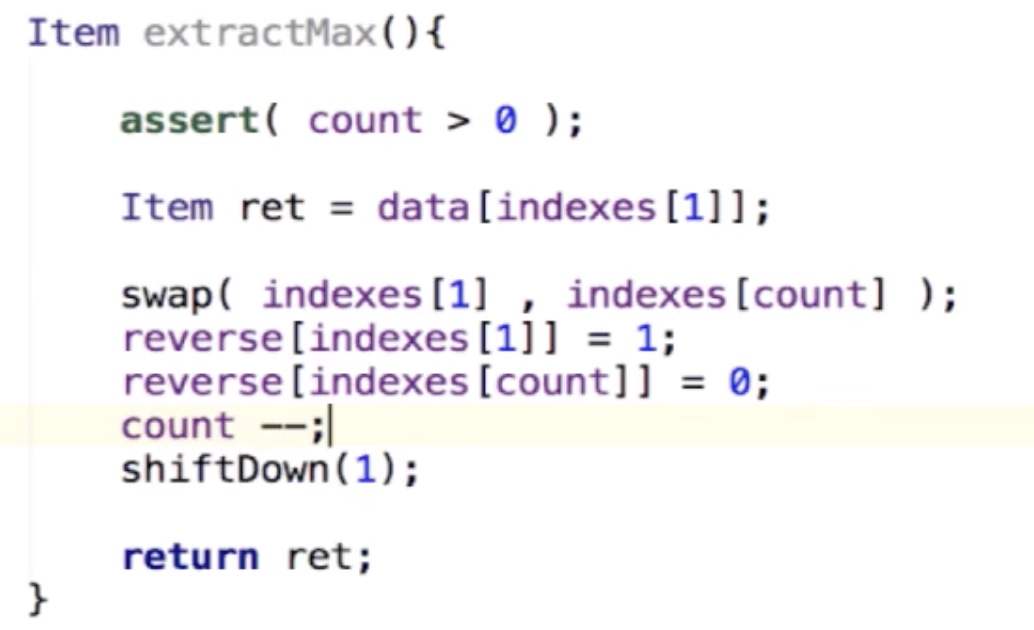 Item extractMax(){
assert( count > 0 );
Item ret = data[indexes[1]];
swap( indexes[1] , indexes[count] );
reverse[indexes[1]] = 1;
reverse[indexes[count]] = 0;
count --;
shiftDown(1);
return ret;
}